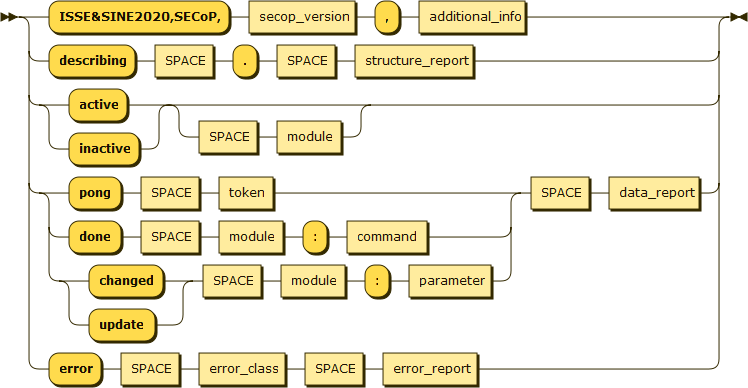 ISSE&SINE2020,SECoP, secop_version , additional_info
describing SPACE . SPACE structure_report
active
inactive
SPACE module
pong SPACE token
SPACE data_report
done SPACE module : command
changed
SPACE module : parameter
update
error SPACE error_class SPACE error_report